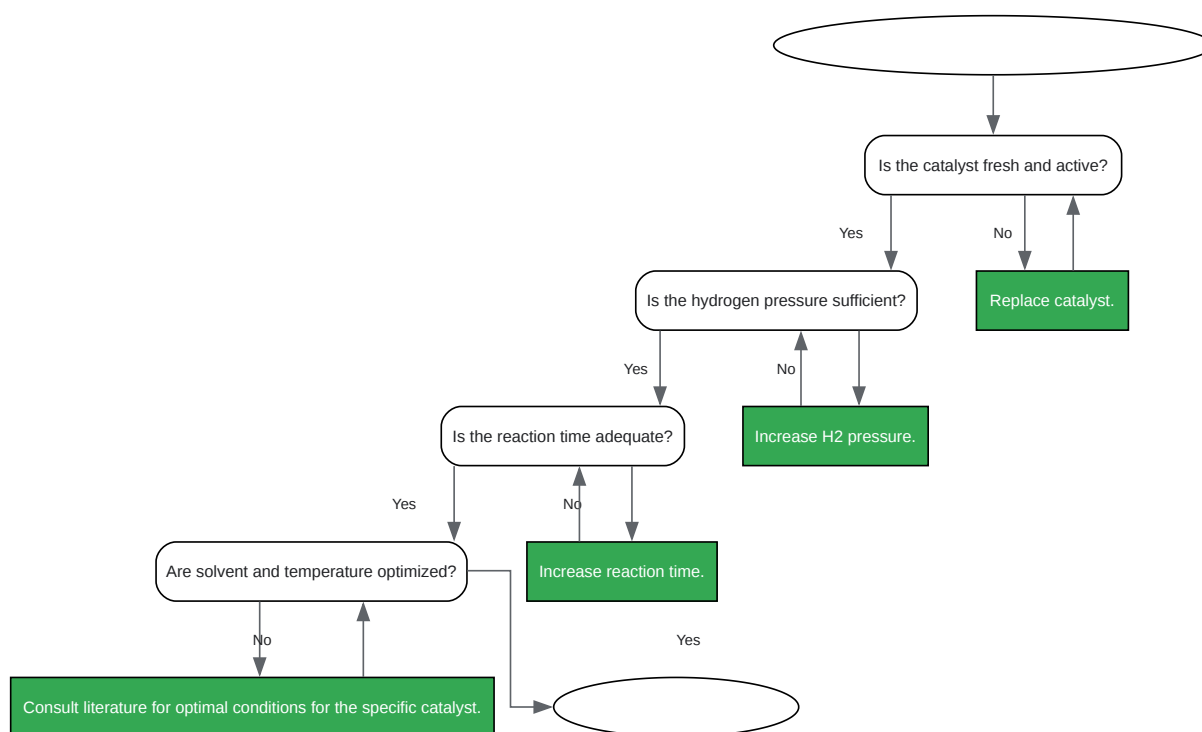 Is the catalyst fresh and active?
Yes
No
Is the hydrogen pressure sufficient?
Replace catalyst.
Yes
No
Is the reaction time adequate?
Increase H2 pressure.
Yes
No
Are solvent and temperature optimized?
Increase reaction time.
No
Yes
Consult literature for optimal conditions for the specific catalyst.